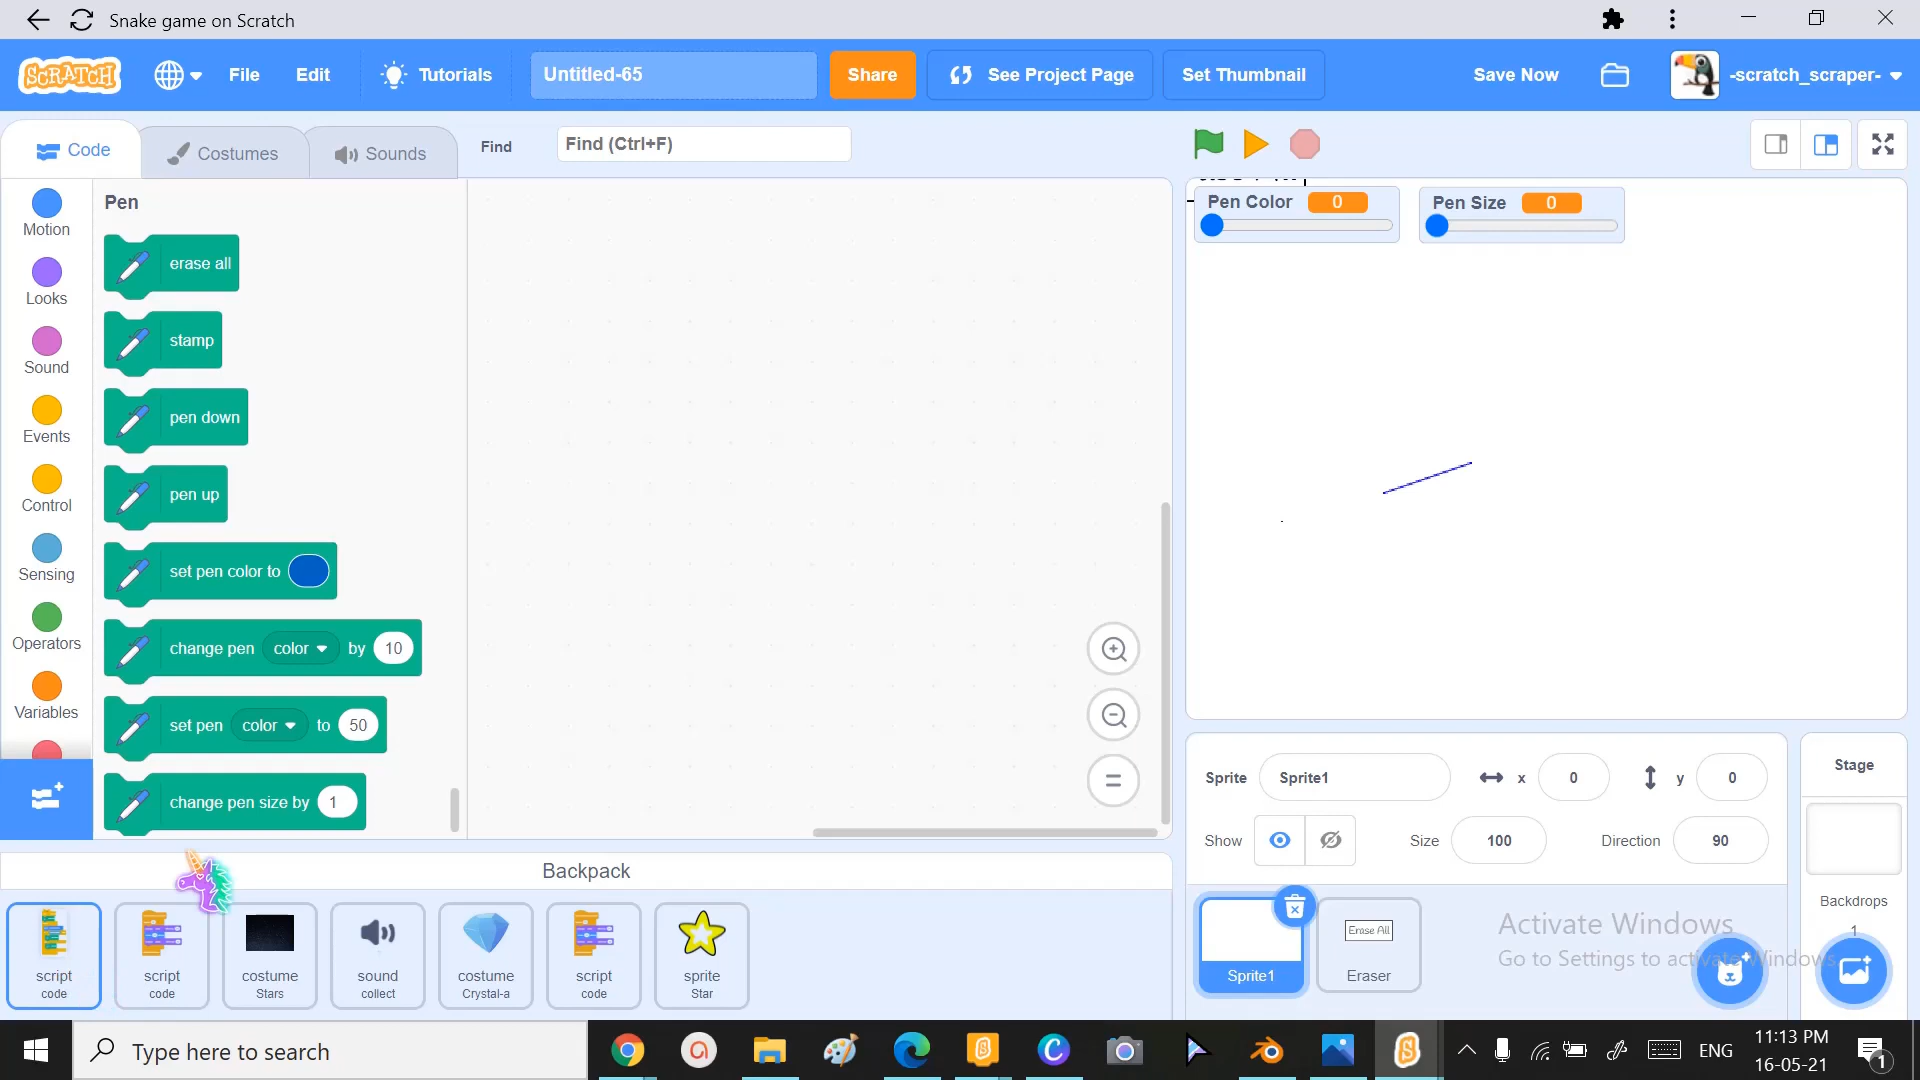 Snake game on Scratch
SCRATCH
File
Edit
Tutorials
Untitled-65
Share
See Project Page
Set Thumbnail
Save Now
-scratch_scraper-
Code
Costumes
Sounds
Find
Find (Ctrl+F)
Motion
Looks
Sound
Events
Control
Sensing
Operators
Variables
Pen
erase all
stamp
pen down
pen up
set pen color to
change pen color by 10
set pen color to 50
change pen size by 1
Pen Color 0
Pen Size 0
Sprite Sprite1 x 0 y 0
Show Size 100 Direction 90
Stage
Backdrops
1
Sprite1
Erase All
Eraser
Activate Windows
Go to Settings to activate Windows.
Backpack
script
code
script
code
costume
Stars
sound
collect
costume
Crystal-a
script
code
sprite
Star
Type here to search
ENG
11:13 PM
16-05-21
1